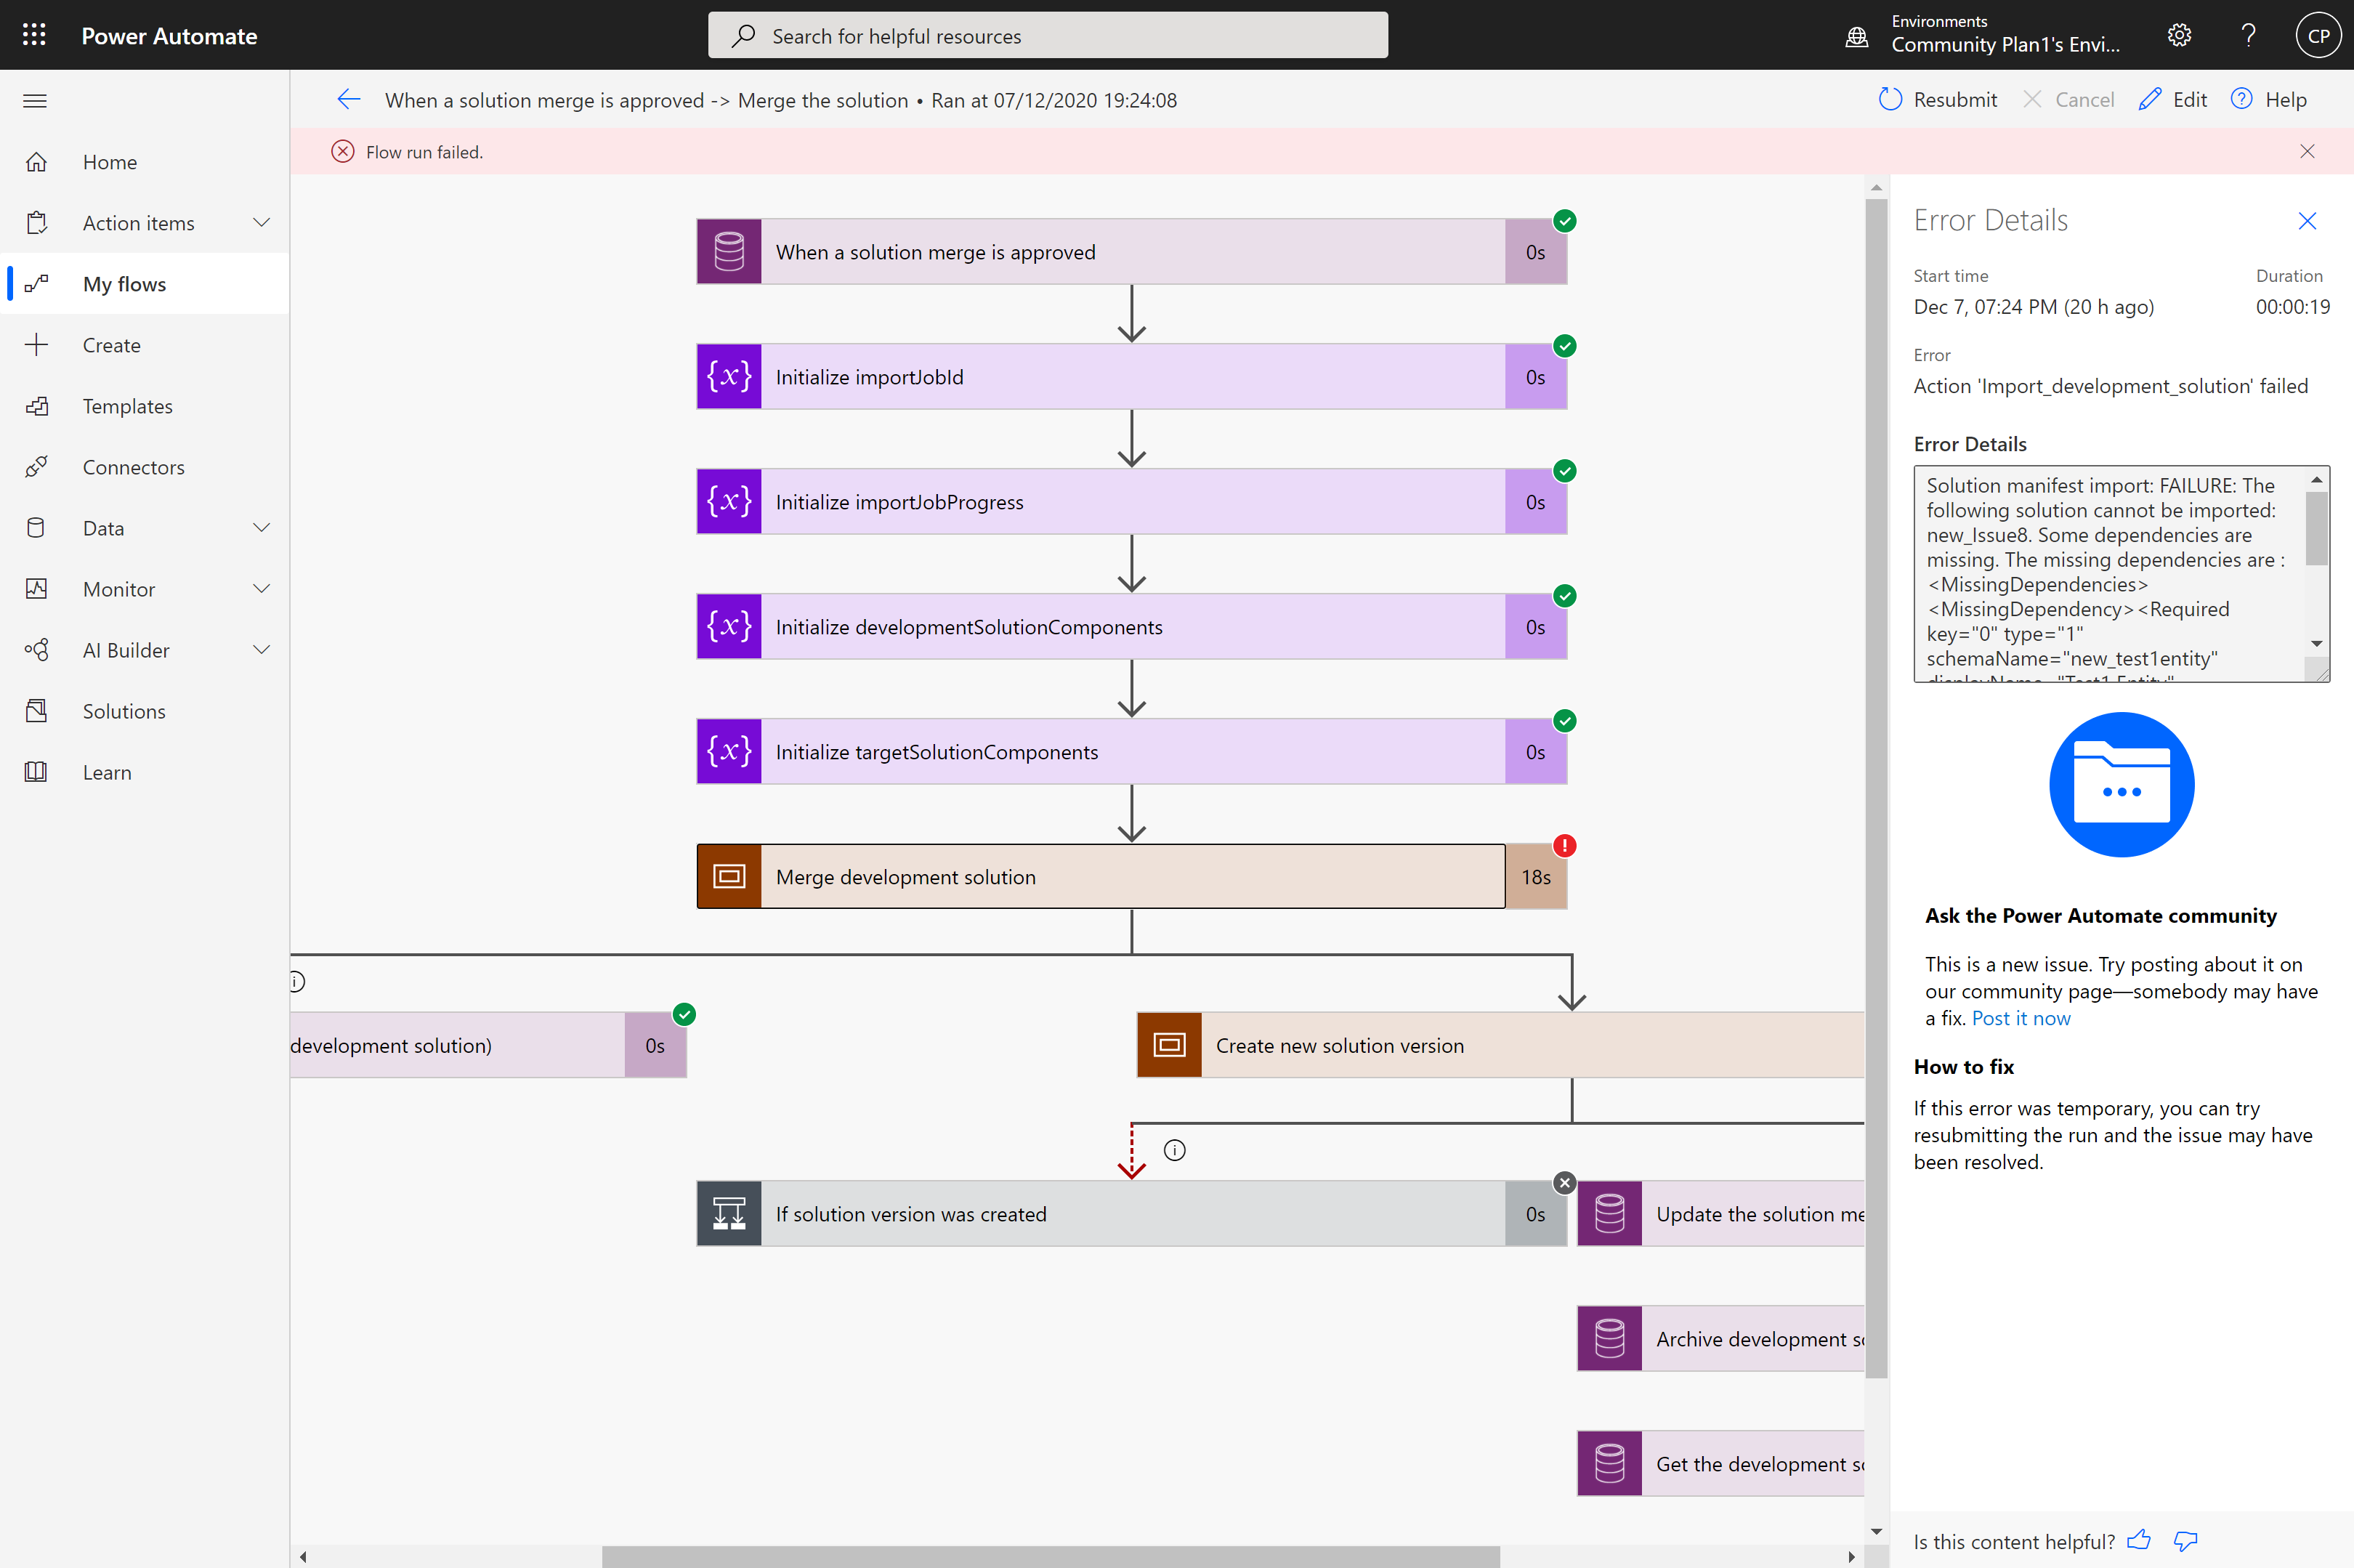 Power Automate
Search for helpful resources
Environments
Community Plan1's Envi...
CP
When a solution merge is approved -> Merge the solution • Ran at 07/12/2020 19:24:08
Resubmit
Cancel
Edit
Help
Flow run failed.
Home
Action items
My flows
Create
Templates
Connectors
Data
Monitor
AI Builder
Solutions
Learn
When a solution merge is approved
0s
{x}
Initialize importJobId
0s
{x}
Initialize importJobProgress
0s
{x}
Initialize developmentSolutionComponents
0s
{x}
Initialize targetSolutionComponents
0s
Merge development solution
18s
development solution)
0s
Create new solution version
If solution version was created
0s
Update the solution me
Archive development s
Get the development s
Error Details
Start time
Duration
Dec 7, 07:24 PM (20 h ago)
00:00:19
Error
Action 'Import_development_solution' failed
Error Details
Solution manifest import: FAILURE: The
following solution cannot be imported:
new_Issue8. Some dependencies are
missing. The missing dependencies are :
<MissingDependencies>
<MissingDependency><Required
key="0" type="1"
schemaName="new_test1entity"
displayName="Test1 Entity"
Ask the Power Automate community
This is a new issue. Try posting about it on
our community page—somebody may have
a fix. Post it now
How to fix
If this error was temporary, you can try
resubmitting the run and the issue may have
been resolved.
Is this content helpful?